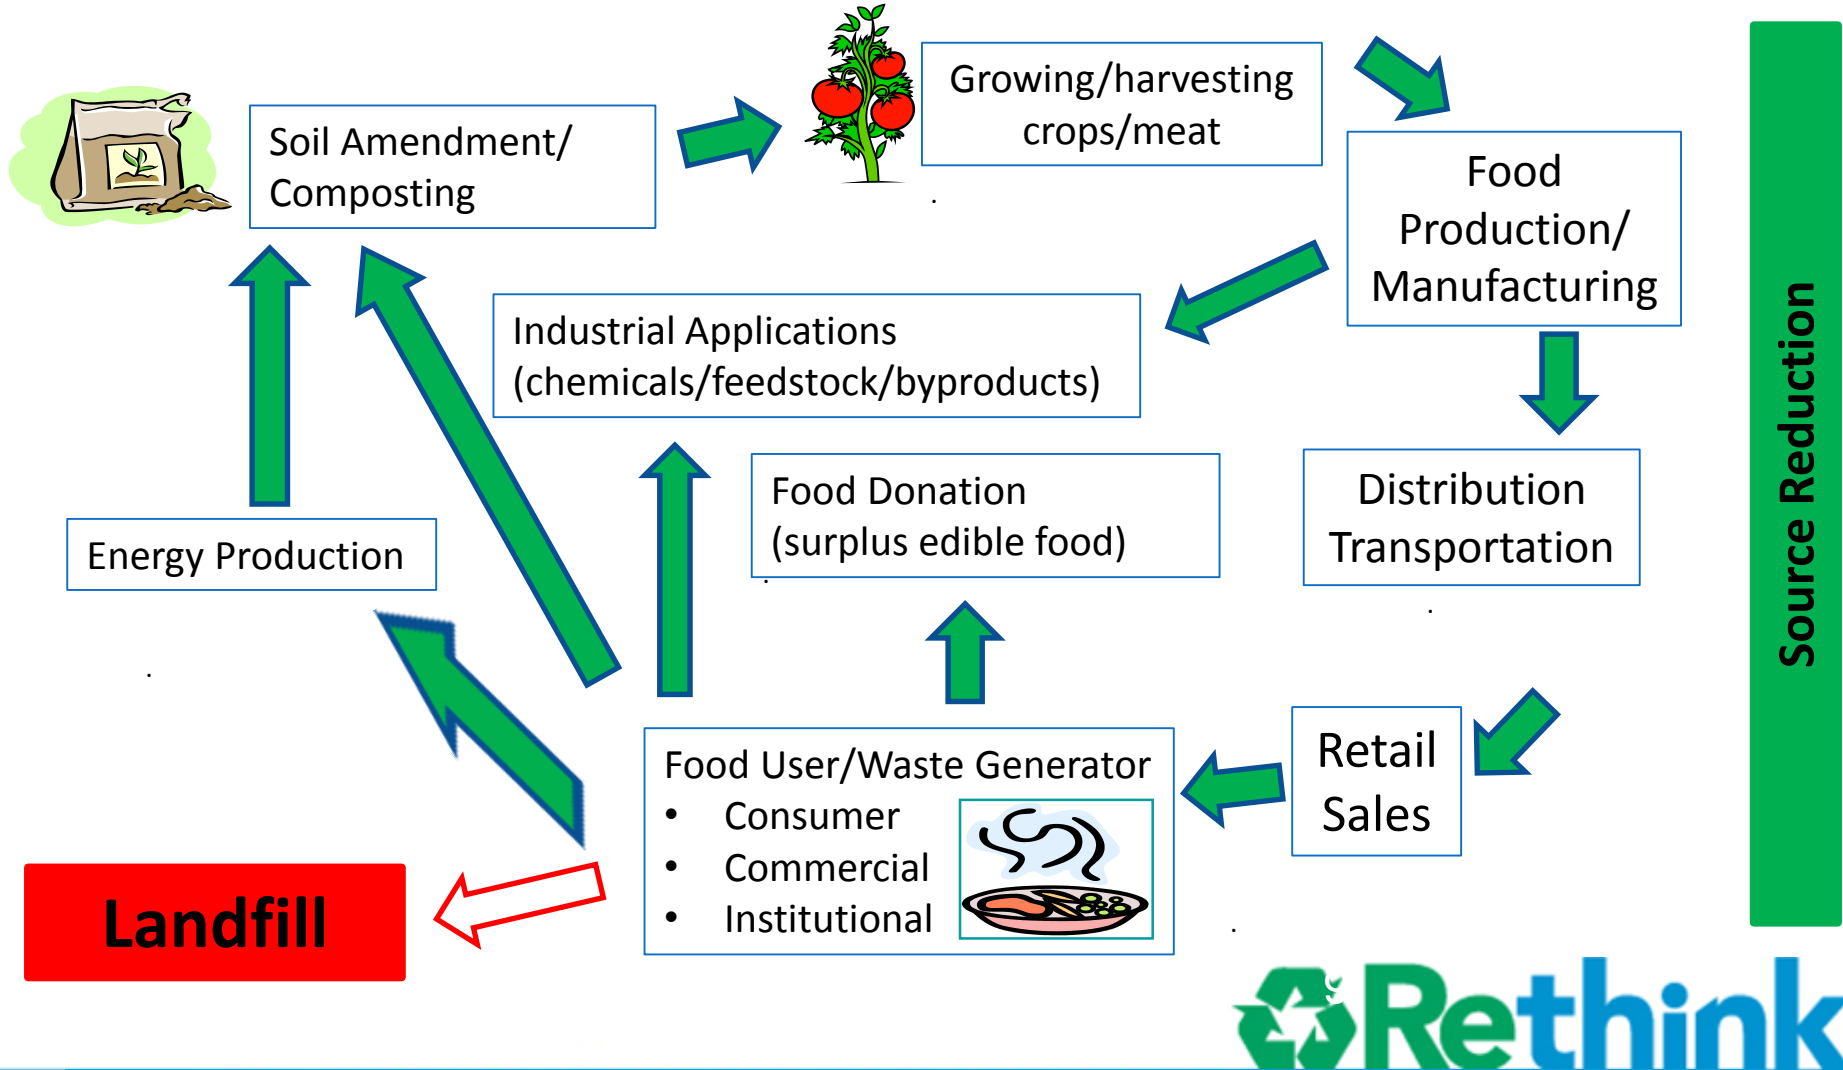 Soil Amendment/
Composting
Growing/harvesting
crops/meat
Food
Production/
Manufacturing
Industrial Applications
(chemicals/feedstock/byproducts)
Food Donation
(surplus edible food)
Distribution
Transportation
Energy Production
Food User/Waste Generator
• Consumer
• Commercial
• Institutional
Retail
Sales
Landfill
Source Reduction
Rethink